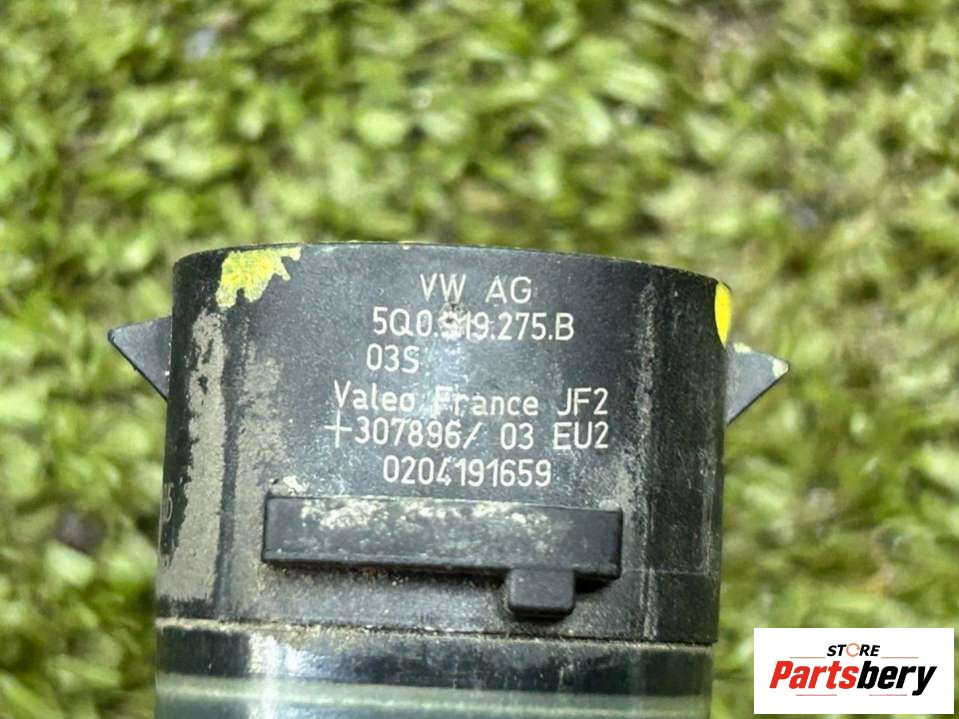 VW AG
5Q0.919.275.B
03S
Valeo France JF2
+307896/ 03 EU2
0204191659
STORE
Partsbery